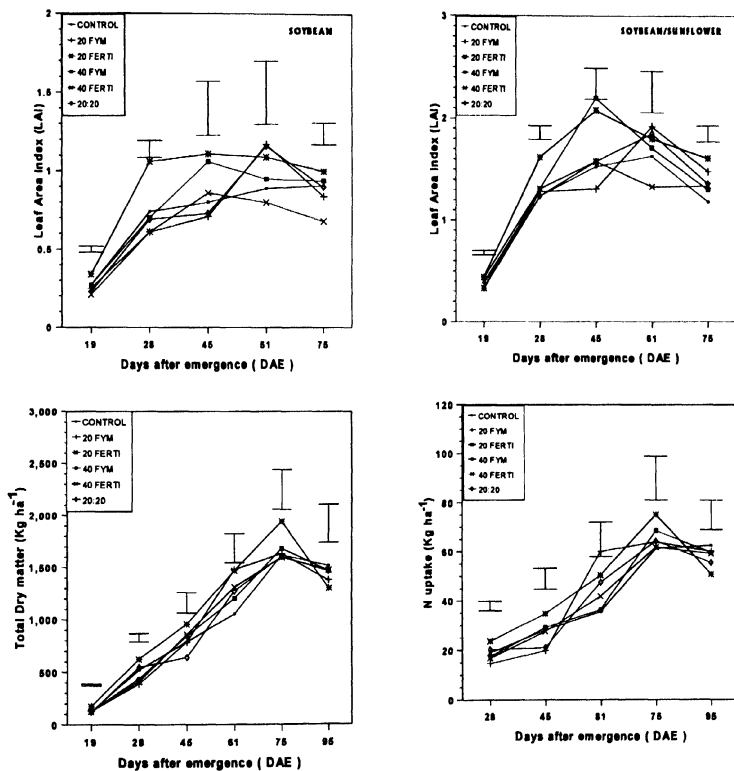 SOYBEAN
CONTROL
20 FYM
20 FERTI
40 FYM
40 FERTI
20:20
Leaf Area Index (LAI)
2
1.5
1
0.5
0
19 28 45 61 75
Days after emergence ( DAE )
SOYBEAN/SUNFLOWER
CONTROL
20 FYM
20 FERTI
40 FYM
40 FERTI
20:20
Leaf Area Index (LAI)
3
2
1
0
19 28 45 61 75
Days after emergence ( DAE )
CONTROL
20 FYM
20 FERTI
40 FYM
40 FERTI
20:20
Total Dry matter (Kg ha⁻¹)
3,000
2,500
2,000
1,500
1,000
500
0
19 28 45 61 75 95
Days after emergence ( DAE )
CONTROL
20 FYM
20 FERTI
40 FYM
40 FERTI
20:20
N uptake (Kg ha⁻¹)
120
100
80
60
40
20
0
28 45 61 75 95
Days after emergence ( DAE )